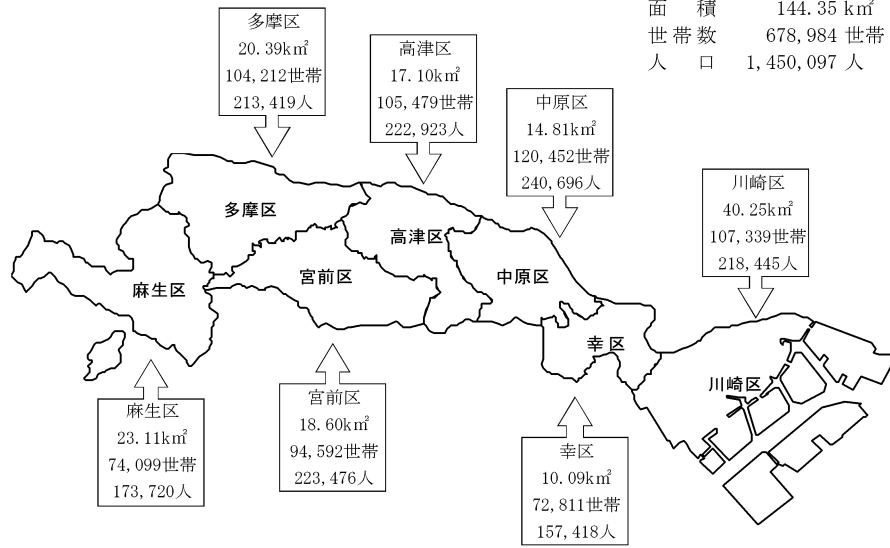 面積 144.35 km²
世帯数 678,984 世帯
人口 1,450,097 人
多摩区
20.39k㎡
104,212世帯
213,419人
高津区
17.10k㎡
105,479世帯
222,923人
中原区
14.81k㎡
120,452世帯
240,696人
川崎区
40.25k㎡
107,339世帯
218,445人
多摩区
高津区
宮前区
中原区
麻生区
幸区
川崎区
麻生区
23.11k㎡
74,099世帯
173,720人
宮前区
18.60k㎡
94,592世帯
223,476人
幸区
10.09k㎡
72,811世帯
157,418人